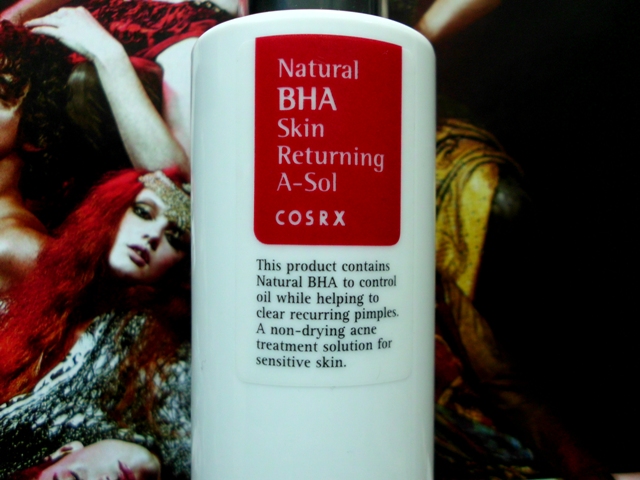 Natural
BHA
Skin
Returning
A-Sol
COSRX
This product contains
Natural BHA to control
oil while helping to
clear recurring pimples.
A non-drying acne
treatment solution for
sensitive skin.